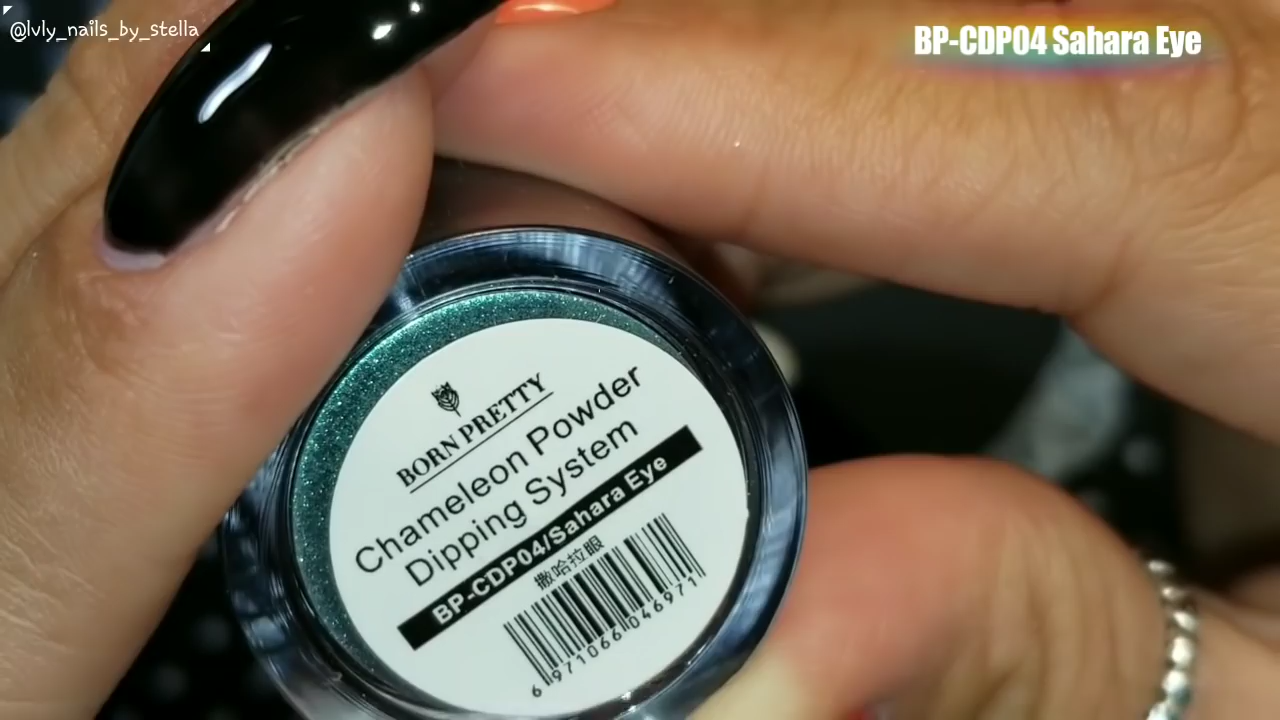 @lvly_nails_by_stella
BP-CDP04 Sahara Eye
BORN PRETTY
Chameleon Powder
Dipping System
BP-CDP04/Sahara Eye
撒哈拉眼
6 971066 046971